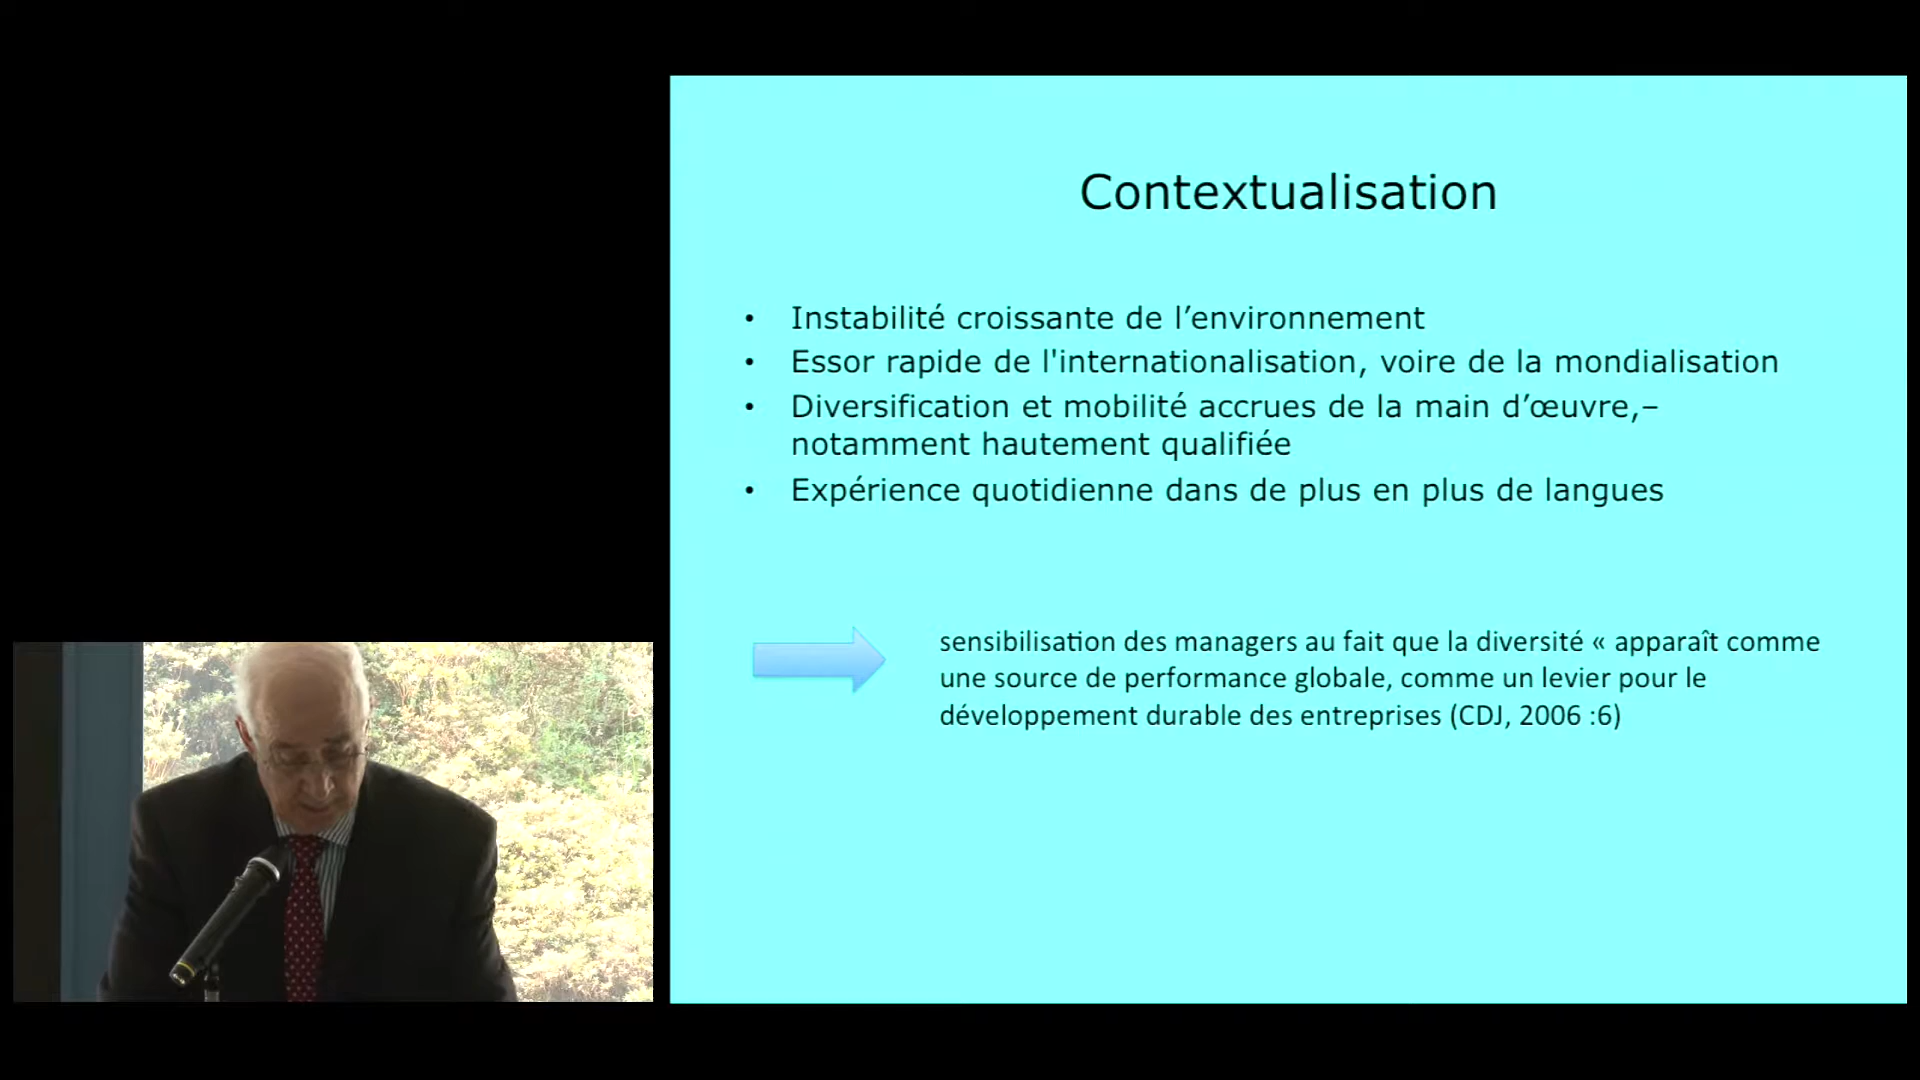 Contextualisation
• Instabilité croissante de l’environnement
• Essor rapide de l'internationalisation, voire de la mondialisation
• Diversification et mobilité accrues de la main d’œuvre,–
notamment hautement qualifiée
• Expérience quotidienne dans de plus en plus de langues
sensibilisation des managers au fait que la diversité « apparaît comme
une source de performance globale, comme un levier pour le
développement durable des entreprises (CDJ, 2006 :6)